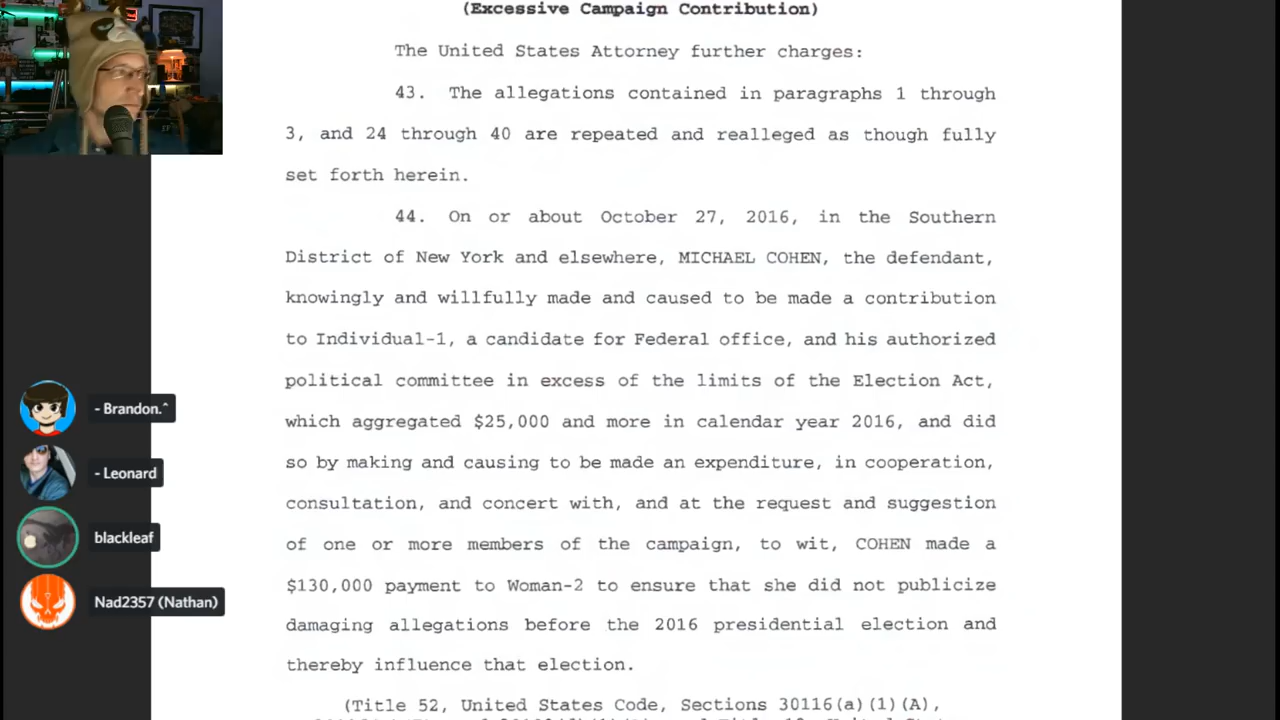 (Excessive Campaign Contribution)
The United States Attorney further charges:
43. The allegations contained in paragraphs 1 through
3, and 24 through 40 are repeated and realleged as though fully
set forth herein.
44. On or about October 27, 2016, in the Southern
District of New York and elsewhere, MICHAEL COHEN, the defendant,
knowingly and willfully made and caused to be made a contribution
to Individual-1, a candidate for Federal office, and his authorized
political committee in excess of the limits of the Election Act,
which aggregated $25,000 and more in calendar year 2016, and did
so by making and causing to be made an expenditure, in cooperation,
consultation, and concert with, and at the request and suggestion
of one or more members of the campaign, to wit, COHEN made a
$130,000 payment to Woman-2 to ensure that she did not publicize
damaging allegations before the 2016 presidential election and
thereby influence that election.
(Title 52, United States Code, Sections 30116(a)(1)(A),
- Brandon.^
- Leonard
blackleaf
Nad2357 (Nathan)